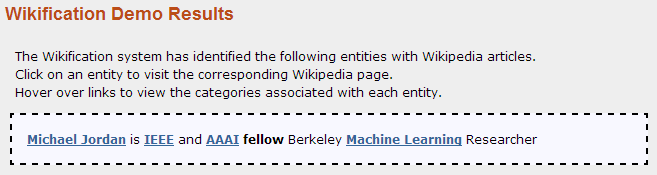 Wikification Demo Results
The Wikification system has identified the following entities with Wikipedia articles.
Click on an entity to visit the corresponding Wikipedia page.
Hover over links to view the categories associated with each entity.
Michael Jordan is IEEE and AAAI fellow Berkeley Machine Learning Researcher